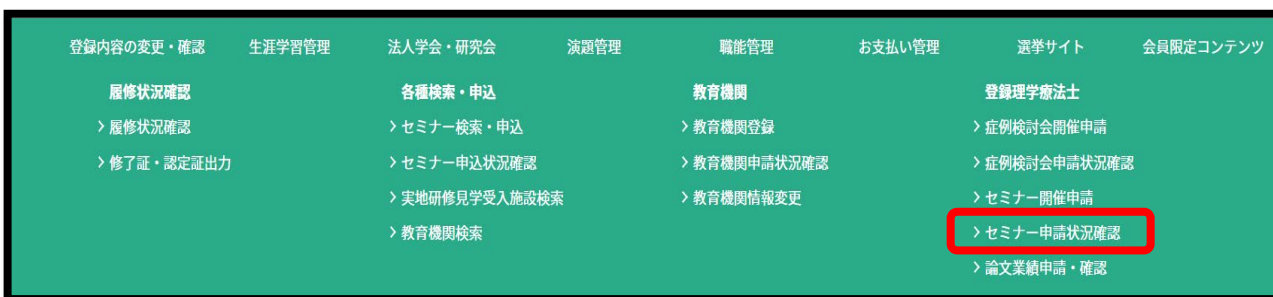 登録内容の変更・確認 生涯学習管理 法人学会・研究会 演題管理 職能管理 お支払い管理 選挙サイト 会員限定コンテンツ
履修状況確認
> 履修状況確認
> 修了証・認定証出力
各種検索・申込
> セミナー検索・申込
> セミナー申込状況確認
> 実地研修見学受入施設検索
> 教育機関検索
教育機関
> 教育機関登録
> 教育機関申請状況確認
> 教育機関情報変更
登録理学療法士
> 症例検討会開催申請
> 症例検討会申請状況確認
> セミナー開催申請
> セミナー申請状況確認
> 論文業績申請・確認